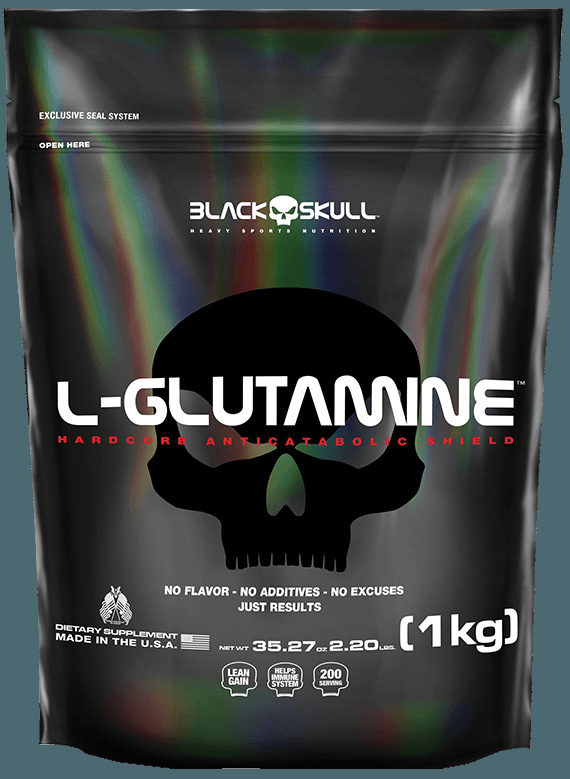 EXCLUSIVE SEAL SYSTEM
OPEN HERE
BLACK SKULL™
HEAVY SPORTS NUTRITION
L-GLUTAMINE™
HARDCORE ANTICATABOLIC SHIELD
NO FLAVOR - NO ADDITIVES - NO EXCUSES
JUST RESULTS
DIETARY SUPPLEMENT
MADE IN THE U.S.A.
NET WT 35.27 OZ 2.20 LBS. (1kg)
LEAN GAIN
HELPS IMMUNE SYSTEM
200 SERVING